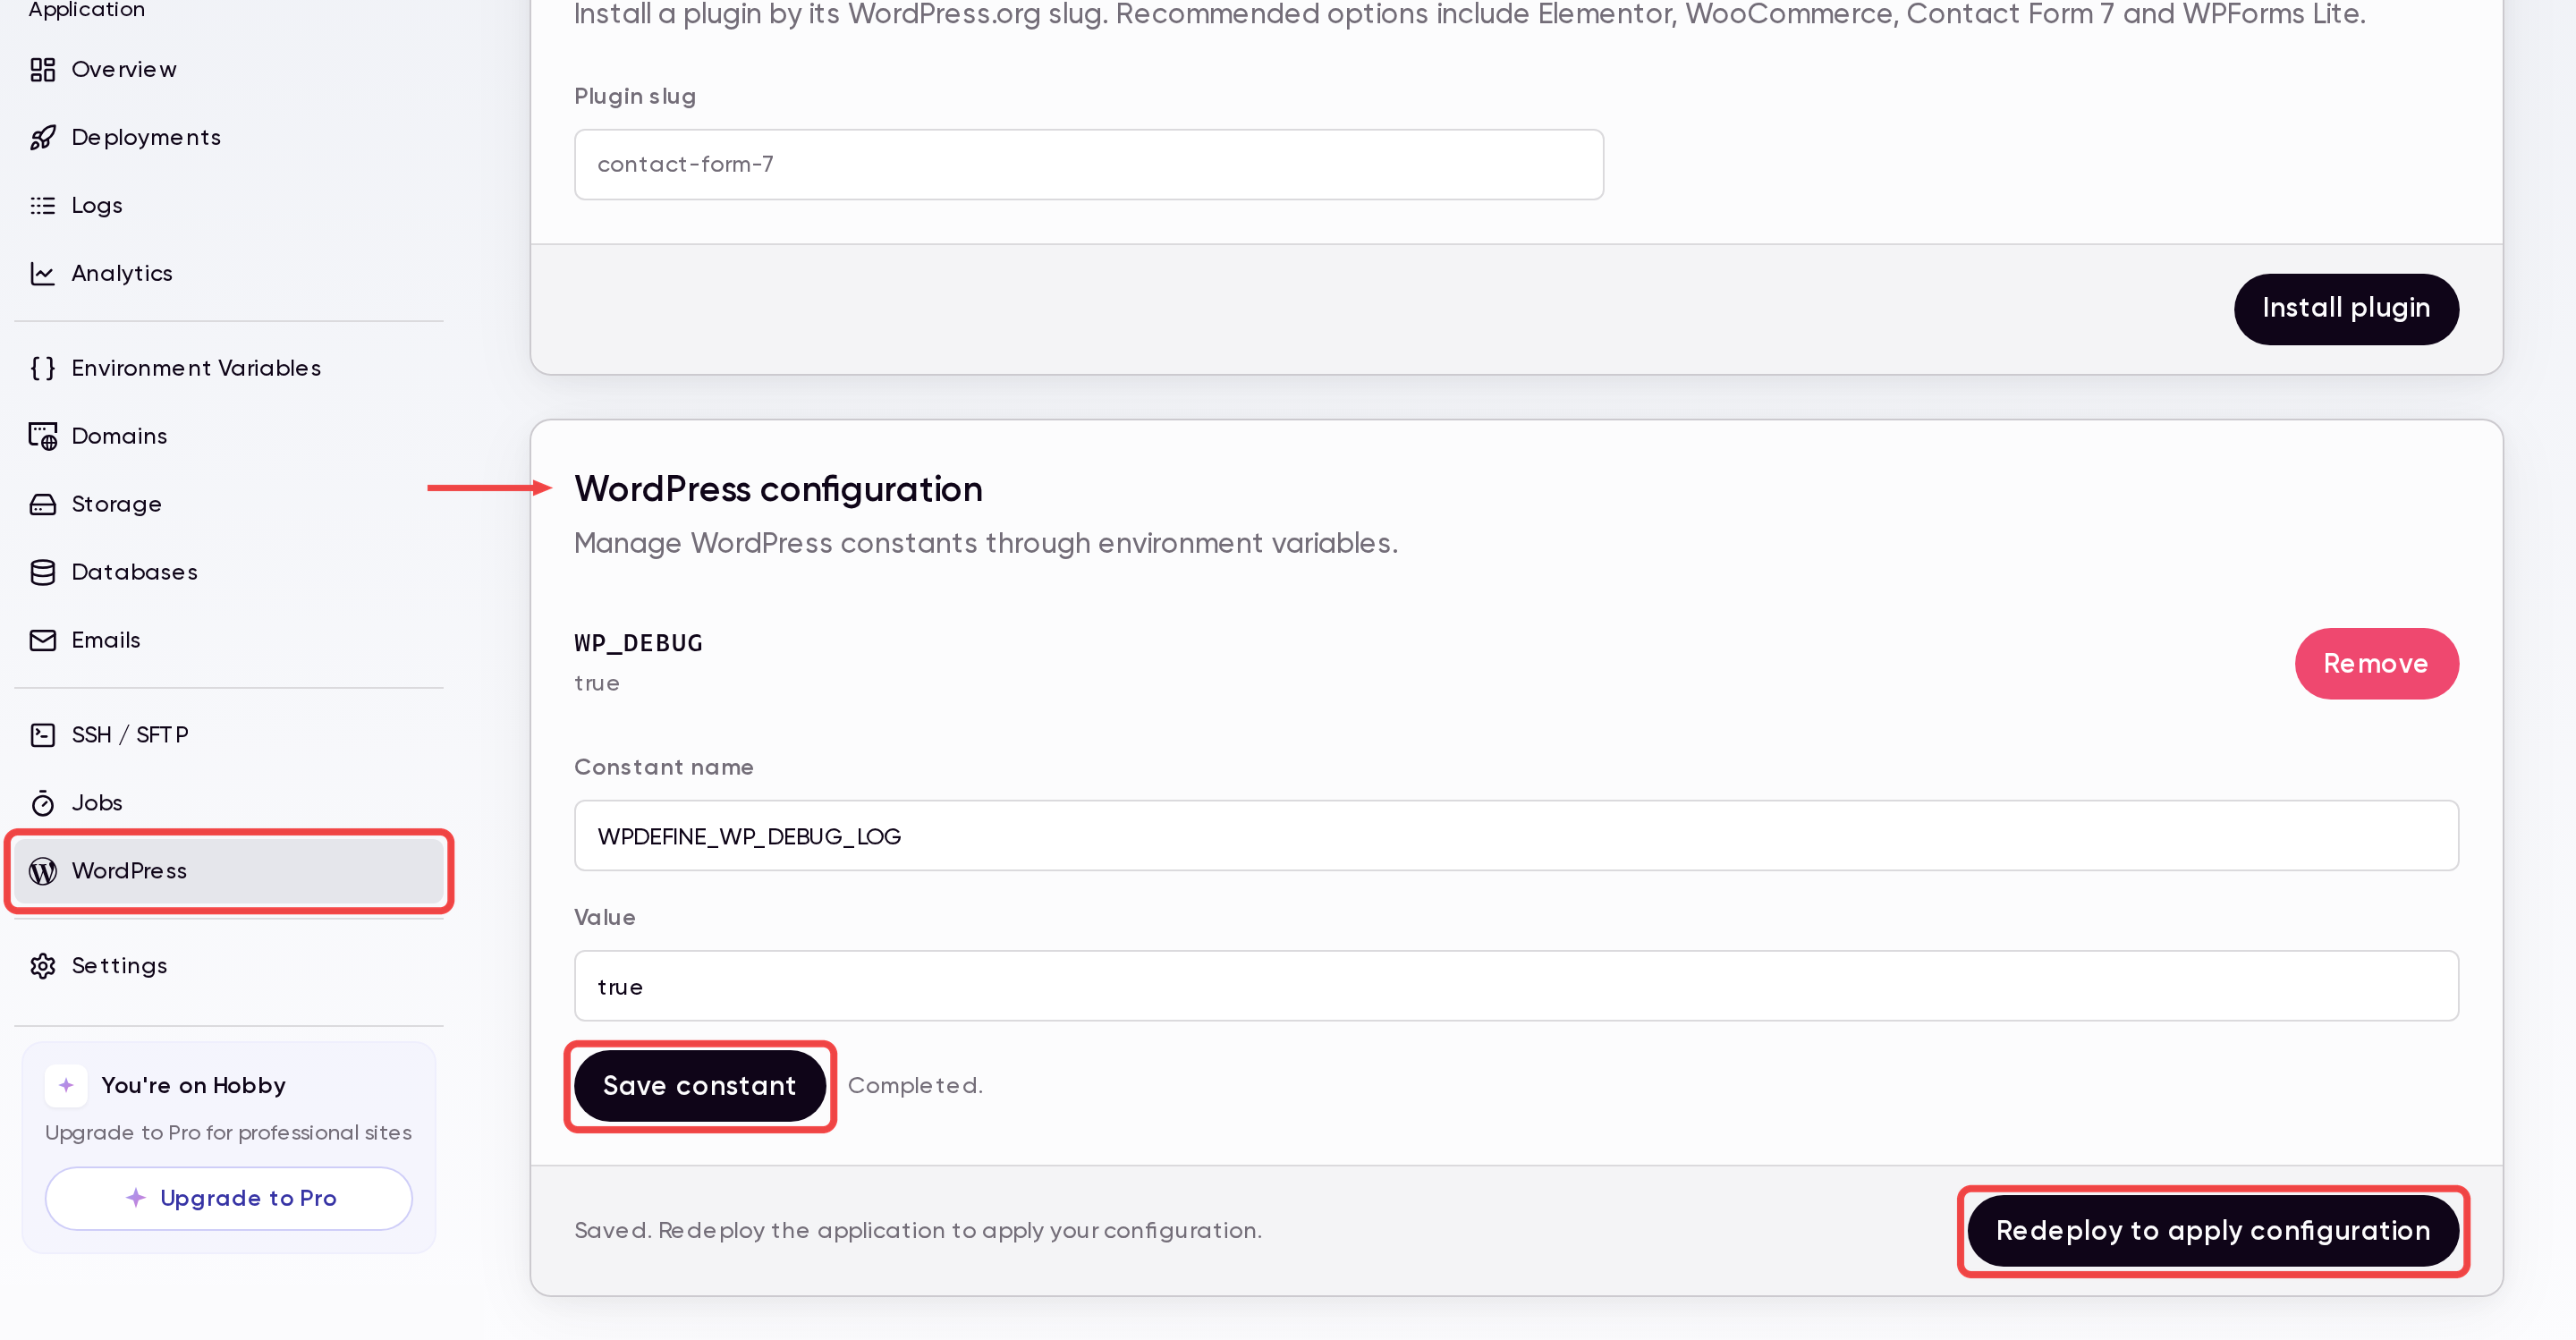 Application
Overview
Deployments
Logs
Analytics
Environment Variables
Domains
Storage
Databases
Emails
SSH / SFTP
Jobs
WordPress
Settings
You're on Hobby
Upgrade to Pro for professional sites
Upgrade to Pro
Install a plugin by its WordPress.org slug. Recommended options include Elementor, WooCommerce, Contact Form 7 and WPForms Lite.
Plugin slug
contact-form-7
Install plugin
WordPress configuration
Manage WordPress constants through environment variables.
WP_DEBUG
true
Remove
Constant name
WPDEFINE_WP_DEBUG_LOG
Value
true
Save constant
Completed.
Saved. Redeploy the application to apply your configuration.
Redeploy to apply configuration